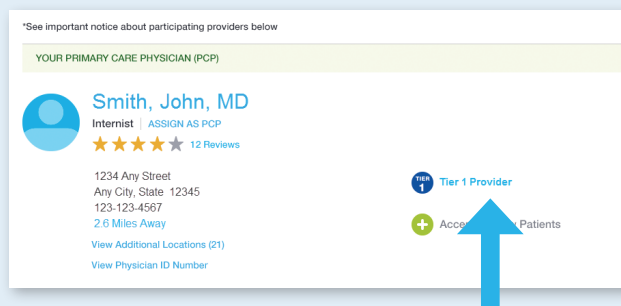 *See important notice about participating providers below
YOUR PRIMARY CARE PHYSICIAN (PCP)
Smith, John, MD
Internist | ASSIGN AS PCP
12 Reviews
1234 Any Street
Any City, State 12345
123-123-4567
2.6 Miles Away
View Additional Locations (21)
View Physician ID Number
TIER
1
Tier 1 Provider
Patients